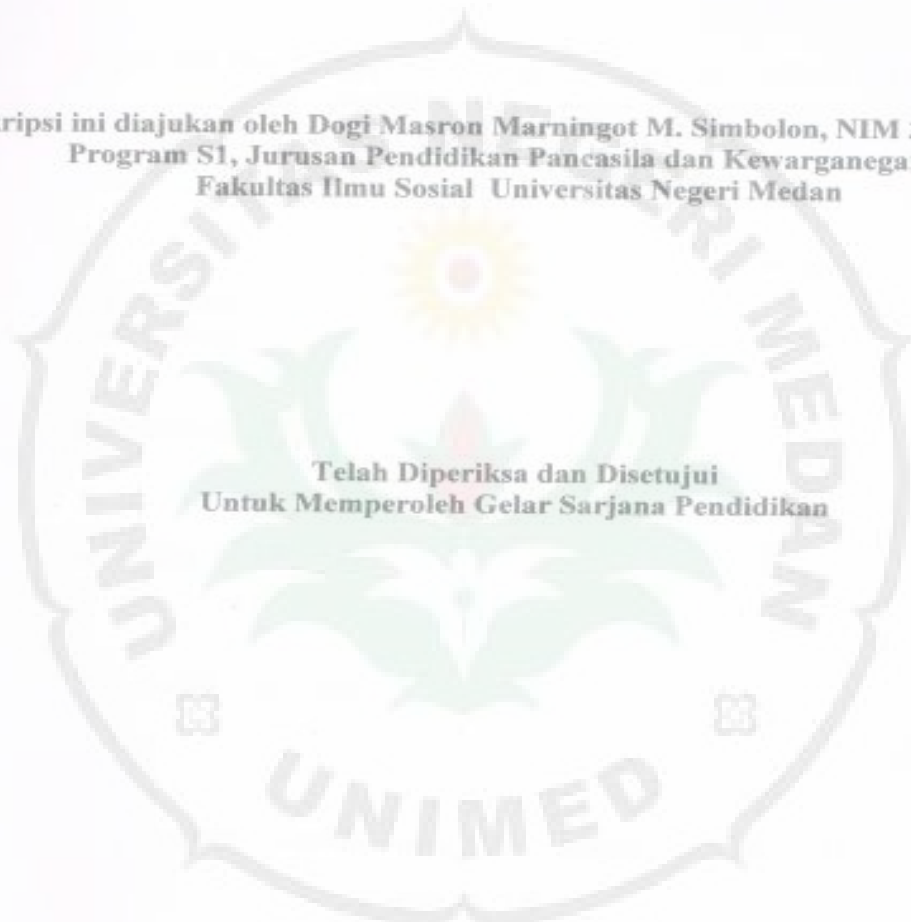 ripsi ini diajukan oleh Dogi Masron Marningot M. Simbolon, NIM
Program S1, Jurusan Pendidikan Pancasila dan Kewarganega
Fakultas Ilmu Sosial Universitas Negeri Medan
UNIVERSITAS NEGERI MEDAN
Telah Diperiksa dan Disetujui
Untuk Memperoleh Gelar Sarjana Pendidikan
UNIMED